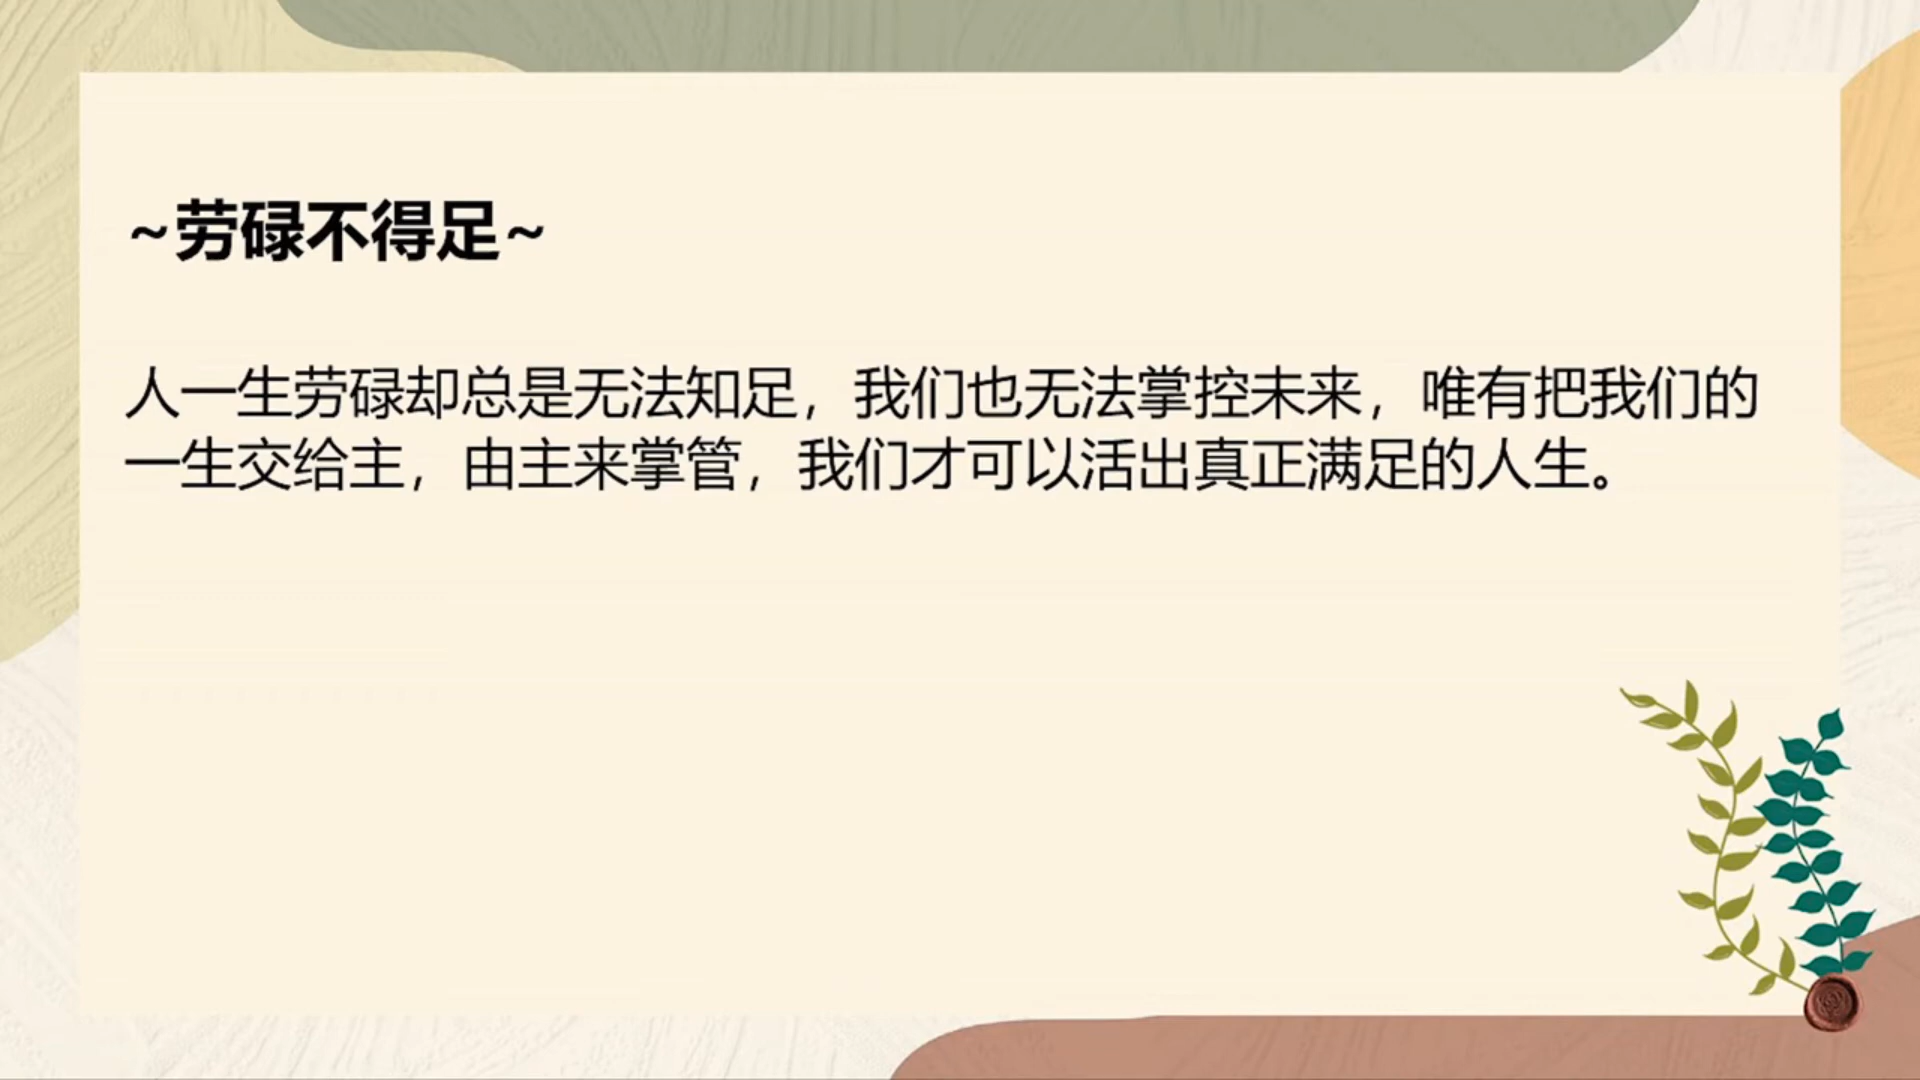 ~劳碌不得足~
人一生劳碌却总是无法知足，我们也无法掌控未来，唯有把我们的
一生交给主，由主来掌管，我们才可以活出真正满足的人生。